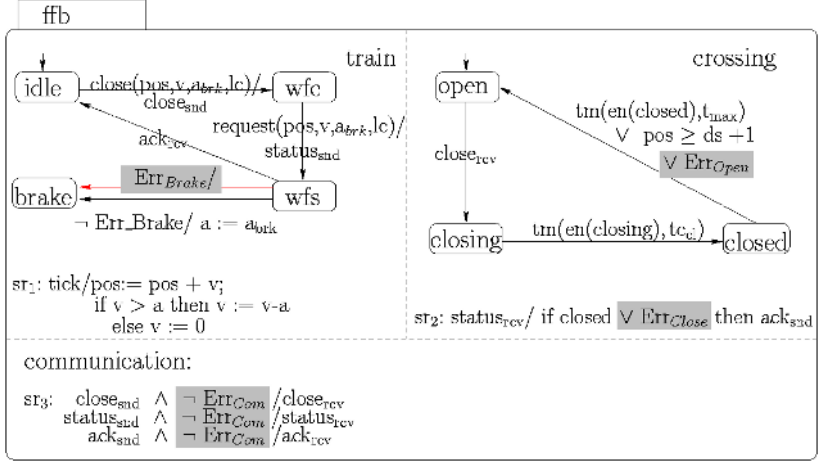 ffb
train
idle
close(pos,v,a_brk,lc)/
close_snd
wfc
request(pos,v,a_brk,lc)/
status_snd
ack_rcv
Err_Brake/
brake
wfs
¬ Err_Brake/ a := a_brk
sr_1: tick/pos:= pos + v;
if v > a then v := v-a
else v := 0
crossing
open
tm(en(closed),t_max)
∨ pos ≥ ds +1
∨ Err_Open
close_rcv
closing
tm(en(closing), tc_cl)
closed
sr_2: status_rcv/ if closed ∨ Err_Close then ack_snd
communication:
sr_3: close_snd ∧ ¬ Err_Com /close_rcv
status_snd ∧ ¬ Err_Com /status_rcv
ack_snd ∧ ¬ Err_Com /ack_rcv